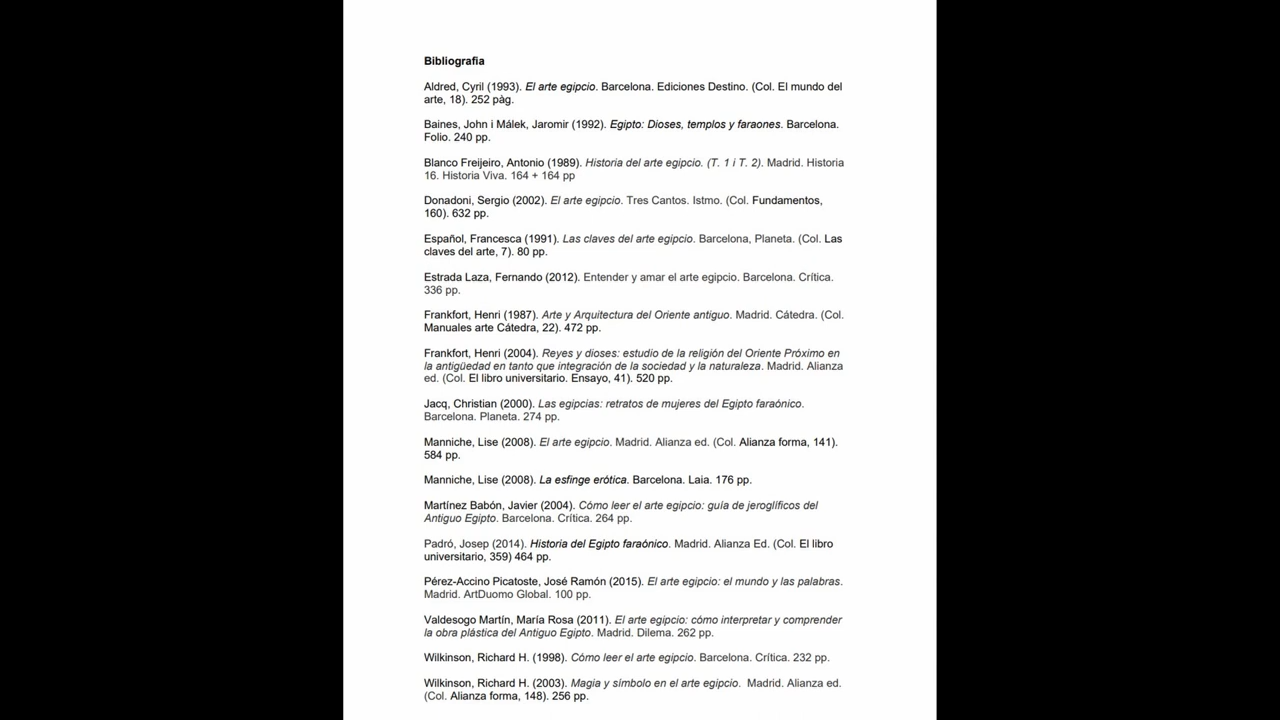 Bibliografia
Aldred, Cyril (1993). El arte egipcio. Barcelona. Ediciones Destino. (Col. El mundo del
arte, 18). 252 pàg.
Baines, John i Málek, Jaromir (1992). Egipto: Dioses, templos y faraones. Barcelona.
Folio. 240 pp.
Blanco Freijeiro, Antonio (1989). Historia del arte egipcio. (T. 1 i T. 2). Madrid. Historia
16. Historia Viva. 164 + 164 pp
Donadoni, Sergio (2002). El arte egipcio. Tres Cantos. Istmo. (Col. Fundamentos,
160). 632 pp.
Español, Francesca (1991). Las claves del arte egipcio. Barcelona, Planeta. (Col. Las
claves del arte, 7). 80 pp.
Estrada Laza, Fernando (2012). Entender y amar el arte egipcio. Barcelona. Crítica.
336 pp.
Frankfort, Henri (1987). Arte y Arquitectura del Oriente antiguo. Madrid. Cátedra. (Col.
Manuales arte Cátedra, 22). 472 pp.
Frankfort, Henri (2004). Reyes y dioses: estudio de la religión del Oriente Próximo en
la antigüedad en tanto que integración de la sociedad y la naturaleza. Madrid. Alianza
ed. (Col. El libro universitario. Ensayo, 41). 520 pp.
Jacq, Christian (2000). Las egipcias: retratos de mujeres del Egipto faraónico.
Barcelona. Planeta. 274 pp.
Manniche, Lise (2008). El arte egipcio. Madrid. Alianza ed. (Col. Alianza forma, 141).
584 pp.
Manniche, Lise (2008). La esfinge erótica. Barcelona. Laia. 176 pp.
Martínez Babón, Javier (2004). Cómo leer el arte egipcio: guía de jeroglíficos del
Antiguo Egipto. Barcelona. Crítica. 264 pp.
Padró, Josep (2014). Historia del Egipto faraónico. Madrid. Alianza Ed. (Col. El libro
universitario, 359) 464 pp.
Pérez-Accino Picatoste, José Ramón (2015). El arte egipcio: el mundo y las palabras.
Madrid. ArtDuomo Global. 100 pp.
Valdesogo Martín, María Rosa (2011). El arte egipcio: cómo interpretar y comprender
la obra plástica del Antiguo Egipto. Madrid. Dilema. 262 pp.
Wilkinson, Richard H. (1998). Cómo leer el arte egipcio. Barcelona. Crítica. 232 pp.
Wilkinson, Richard H. (2003). Magia y símbolo en el arte egipcio. Madrid. Alianza ed.
(Col. Alianza forma, 148). 256 pp.